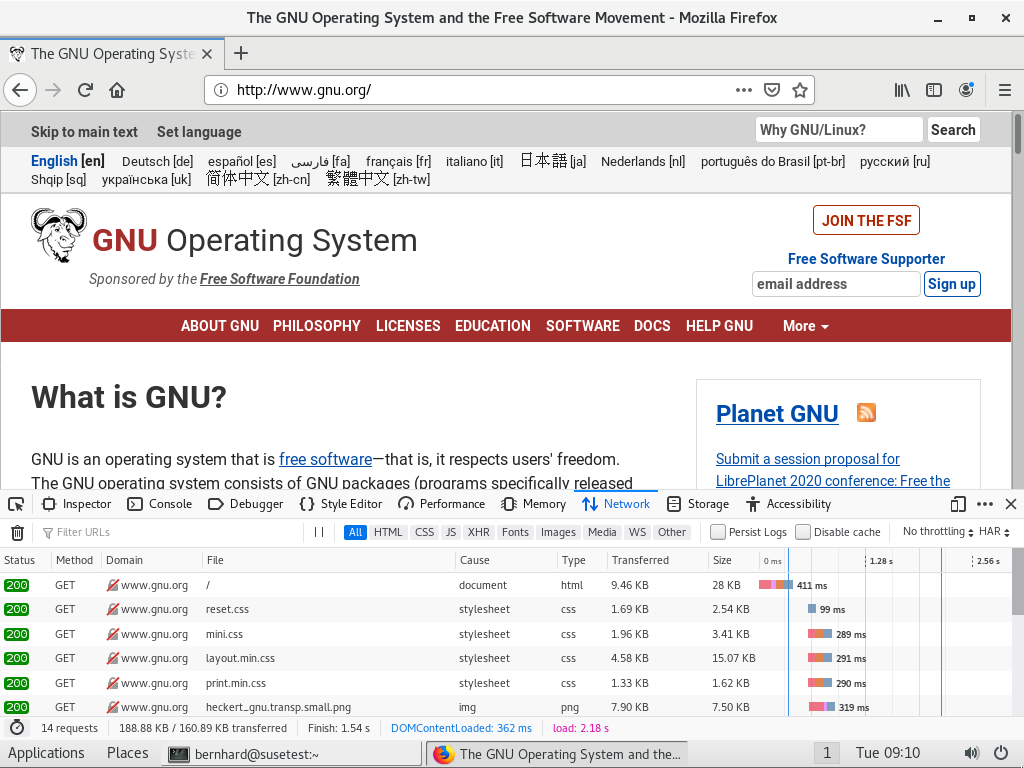 The GNU Operating System and the Free Software Movement - Mozilla Firefox
The GNU Operating Syste
http://www.gnu.org/
Skip to main text Set language Why GNU/Linux? Search
English [en] Deutsch [de] español [es] فارسی [fa] français [fr] italiano [it] 日本語 [ja] Nederlands [nl] português do Brasil [pt-br] русский [ru]
Shqip [sq] українська [uk] 简体中文 [zh-cn] 繁體中文 [zh-tw]
JOIN THE FSF
GNU Operating System
Free Software Supporter
Sponsored by the Free Software Foundation
email address Sign up
ABOUT GNU PHILOSOPHY LICENSES EDUCATION SOFTWARE DOCS HELP GNU More
What is GNU?
Planet GNU
GNU is an operating system that is free software—that is, it respects users' freedom.
The GNU operating system consists of GNU packages (programs specifically released
Submit a session proposal for
LibrePlanet 2020 conference: Free the
Inspector Console Debugger Style Editor Performance Memory Network Storage Accessibility
Filter URLs All HTML CSS JS XHR Fonts Images Media WS Other Persist Logs Disable cache No throttling HAR
Status Method Domain File Cause Type Transferred Size 0 ms 1.28 s 2.56 s
200 GET www.gnu.org / document html 9.46 KB 28 KB 411 ms
200 GET www.gnu.org reset.css stylesheet css 1.69 KB 2.54 KB 99 ms
200 GET www.gnu.org mini.css stylesheet css 1.96 KB 3.41 KB 289 ms
200 GET www.gnu.org layout.min.css stylesheet css 4.58 KB 15.07 KB 291 ms
200 GET www.gnu.org print.min.css stylesheet css 1.33 KB 1.62 KB 290 ms
200 GET www.gnu.org heckert_gnu.transp.small.png img png 7.90 KB 7.50 KB 319 ms
14 requests 188.88 KB / 160.89 KB transferred Finish: 1.54 s DOMContentLoaded: 362 ms load: 2.18 s
Applications Places bernhard@susetest:~ The GNU Operating System and the... 1 Tue 09:10